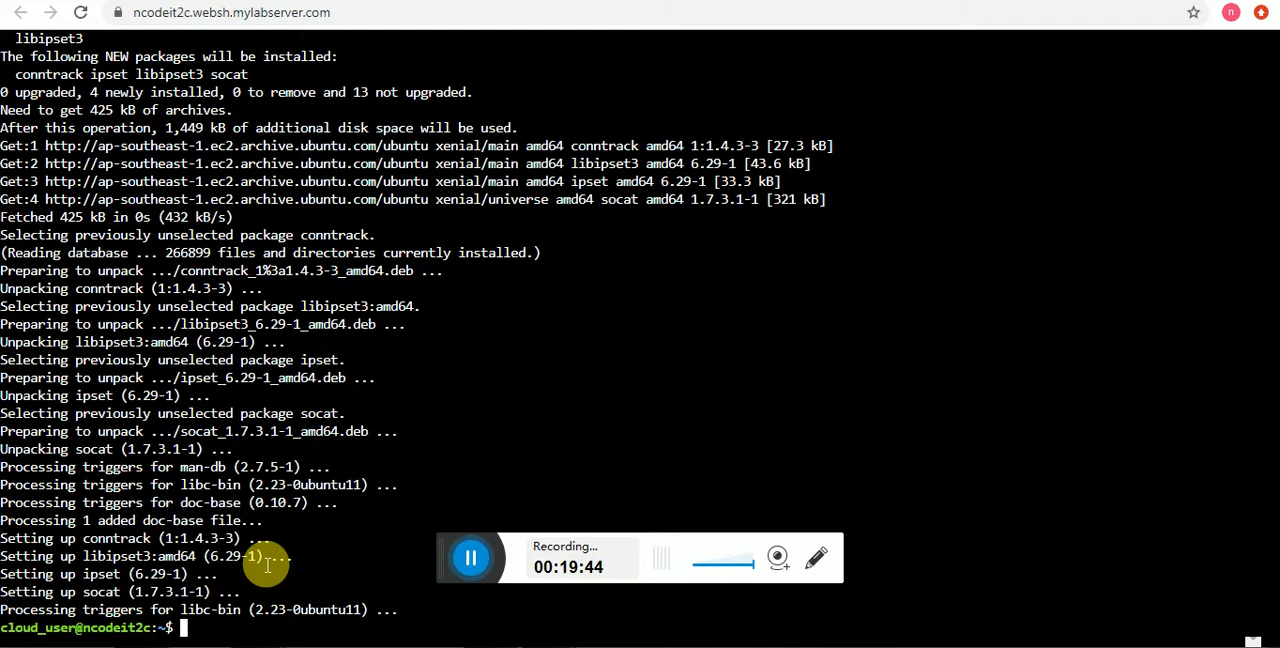 ncodeit2c.websh.mylabserver.com
n
libipset3
The following NEW packages will be installed:
conntrack ipset libipset3 socat
0 upgraded, 4 newly installed, 0 to remove and 13 not upgraded.
Need to get 425 kB of archives.
After this operation, 1,449 kB of additional disk space will be used.
Get:1 http://ap-southeast-1.ec2.archive.ubuntu.com/ubuntu xenial/main amd64 conntrack amd64 1:1.4.3-3 [27.3 kB]
Get:2 http://ap-southeast-1.ec2.archive.ubuntu.com/ubuntu xenial/main amd64 libipset3 amd64 6.29-1 [43.6 kB]
Get:3 http://ap-southeast-1.ec2.archive.ubuntu.com/ubuntu xenial/main amd64 ipset amd64 6.29-1 [33.3 kB]
Get:4 http://ap-southeast-1.ec2.archive.ubuntu.com/ubuntu xenial/universe amd64 socat amd64 1.7.3.1-1 [321 kB]
Fetched 425 kB in 0s (432 kB/s)
Selecting previously unselected package conntrack.
(Reading database ... 266899 files and directories currently installed.)
Preparing to unpack .../conntrack_1%3a1.4.3-3_amd64.deb ...
Unpacking conntrack (1:1.4.3-3) ...
Selecting previously unselected package libipset3:amd64.
Preparing to unpack .../libipset3_6.29-1_amd64.deb ...
Unpacking libipset3:amd64 (6.29-1) ...
Selecting previously unselected package ipset.
Preparing to unpack .../ipset_6.29-1_amd64.deb ...
Unpacking ipset (6.29-1) ...
Selecting previously unselected package socat.
Preparing to unpack .../socat_1.7.3.1-1_amd64.deb ...
Unpacking socat (1.7.3.1-1) ...
Processing triggers for man-db (2.7.5-1) ...
Processing triggers for libc-bin (2.23-0ubuntu11) ...
Processing triggers for doc-base (0.10.7) ...
Processing 1 added doc-base file...
Setting up conntrack (1:1.4.3-3) ...
Setting up libipset3:amd64 (6.29-1) ...
Setting up ipset (6.29-1) ...
Setting up socat (1.7.3.1-1) ...
Processing triggers for libc-bin (2.23-0ubuntu11) ...
cloud_user@ncodeit2c:~$
Recording...
00:19:44